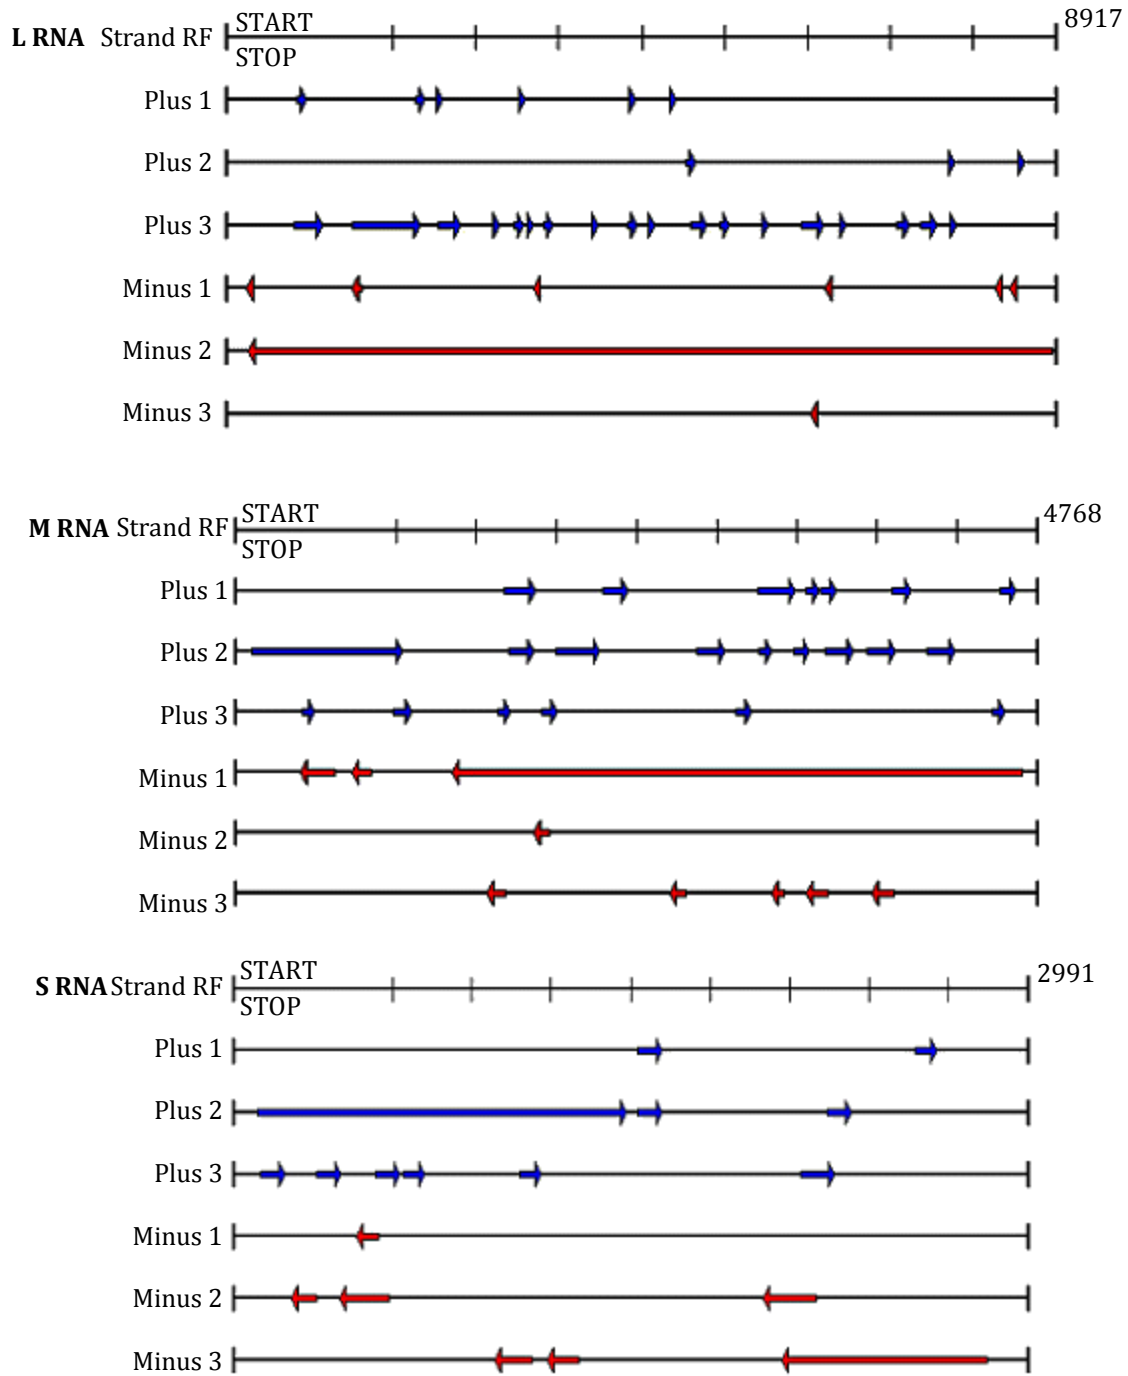 START
8917
L RNA Strand RF
STOP
Plus 1
Plus 2
Plus 3
Minus 1
Minus 2
Minus 3
START
4768
M RNA Strand RF
STOP
Plus 1
Plus 2
Plus 3
Minus 1
Minus 2
Minus 3
START
2991
S RNA Strand RF
STOP
Plus 1
Plus 2
Plus 3
Minus 1
Minus 2
Minus 3